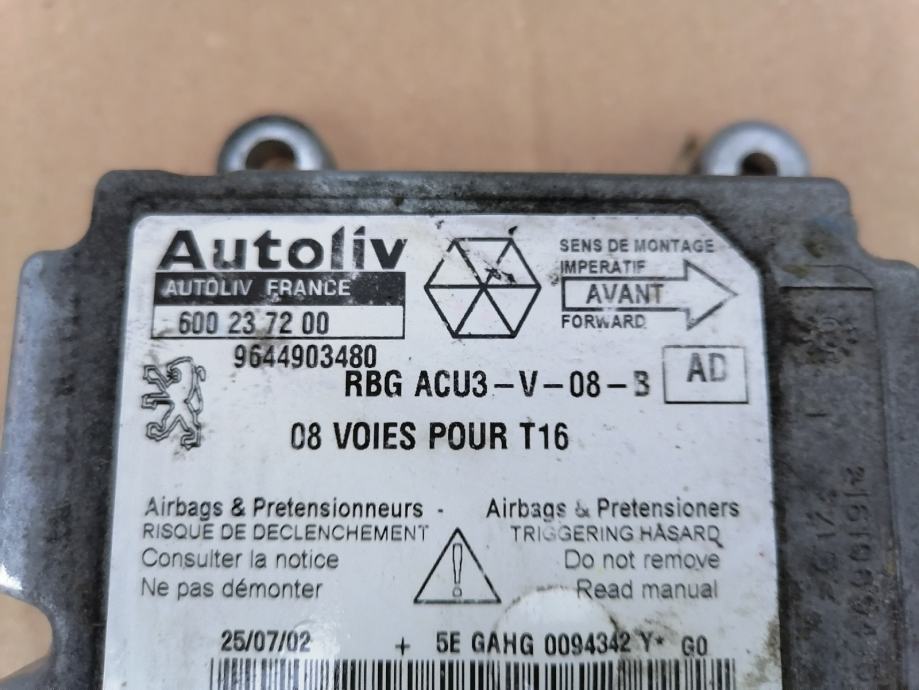 Autoliv
AUTOLIV FRANCE
600 23 72 00
9644903480
SENS DE MONTAGE
IMPERATIF
AVANT
FORWARD
RBG ACU3-V-08-B
AD
08 VOIES POUR T16
Airbags & Pretensionneurs -
RISQUE DE DECLENCHEMENT
Consulter la notice
Ne pas démonter
Airbags & Pretensioners
TRIGGERING HASARD
Do not remove
Read manual
25/07/02 + 5E GAHG 0094342 Y* G0